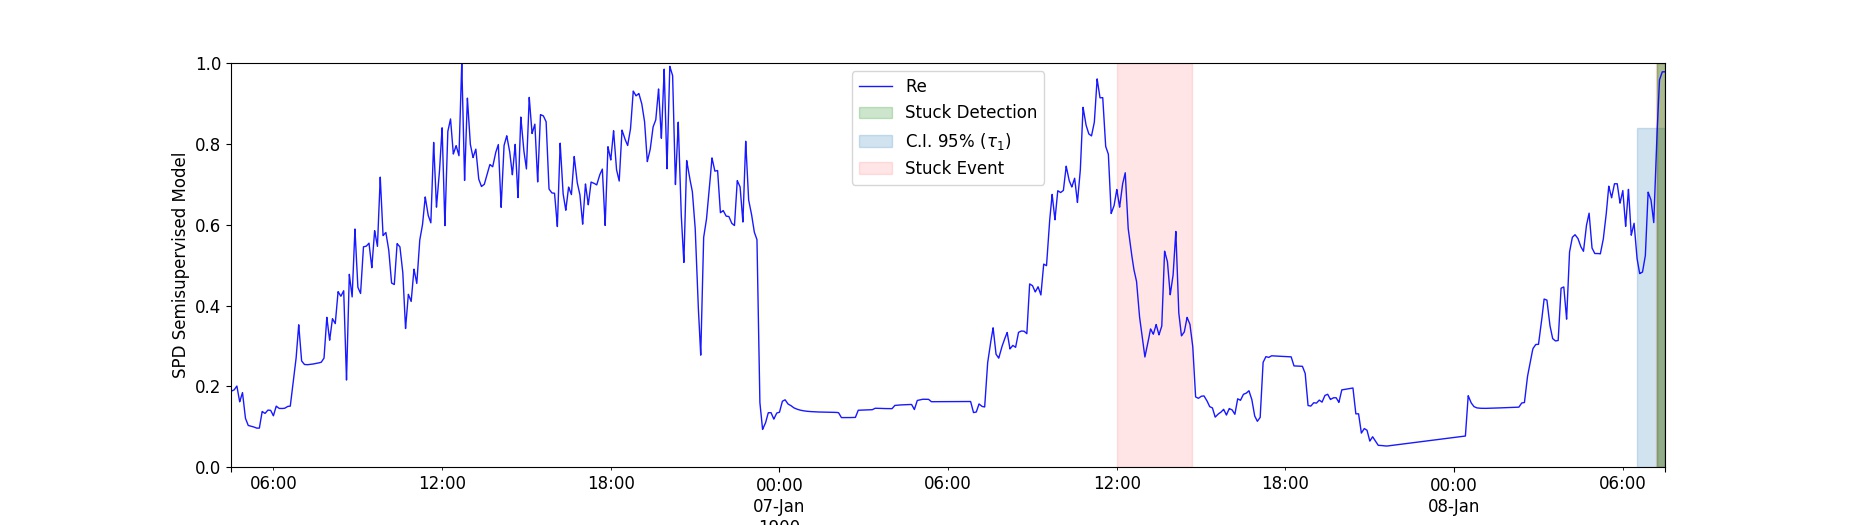 SPD Semisupervised Model
1.0
0.8
0.6
0.4
0.2
0.0
Re
Stuck Detection
C.I. 95% (τ₁)
Stuck Event
06:00 12:00 18:00 00:00 06:00 12:00 18:00 00:00 06:00
07-Jan 08-Jan
1900